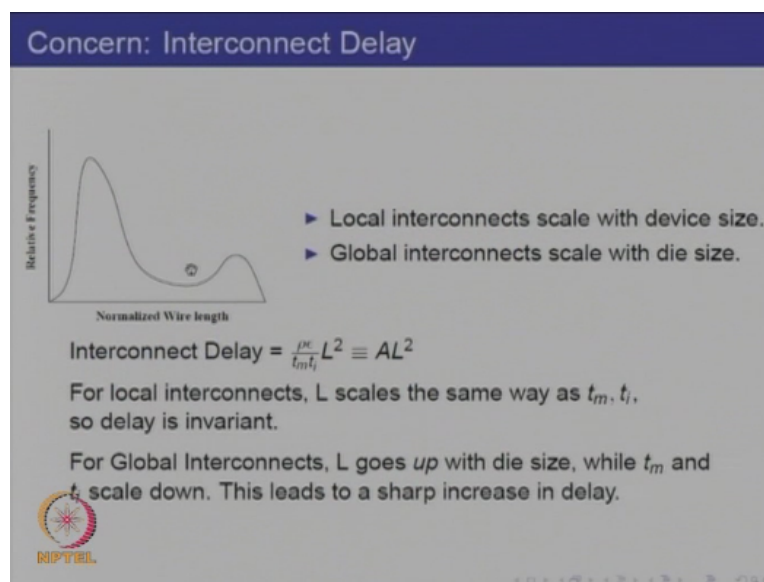 Concern: Interconnect Delay
Relative Frequency
Normalized Wire length
► Local interconnects scale with device size.
► Global interconnects scale with die size.
Interconnect Delay = \frac{ρϵ}{t_m t_i} L² ≡ AL²
For local interconnects, L scales the same way as t_m, t_i,
so delay is invariant.
For Global Interconnects, L goes up with die size, while t_m and
t_i scale down. This leads to a sharp increase in delay.
NPTEL